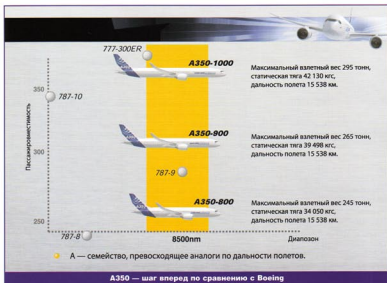 777-300ER
A350-1000
Максимальный взлетный вес 295 тонн,
статическая тяга 42 130 кгс,
дальность полета 15 538 км.
350
787-10
Пассажировместимость
A350-900
Максимальный взлетный вес 265 тонн,
статическая тяга 39 498 кгс,
дальность полета 15 538 км.
300
787-9
A350-800
Максимальный взлетный вес 245 тонн,
статическая тяга 34 050 кгс,
дальность полета 15 538 км.
250
787-8
8500nm
Диапазон
А — семейство, превосходящее аналоги по дальности полетов.
А350 — шаг вперед по сравнению с Boeing